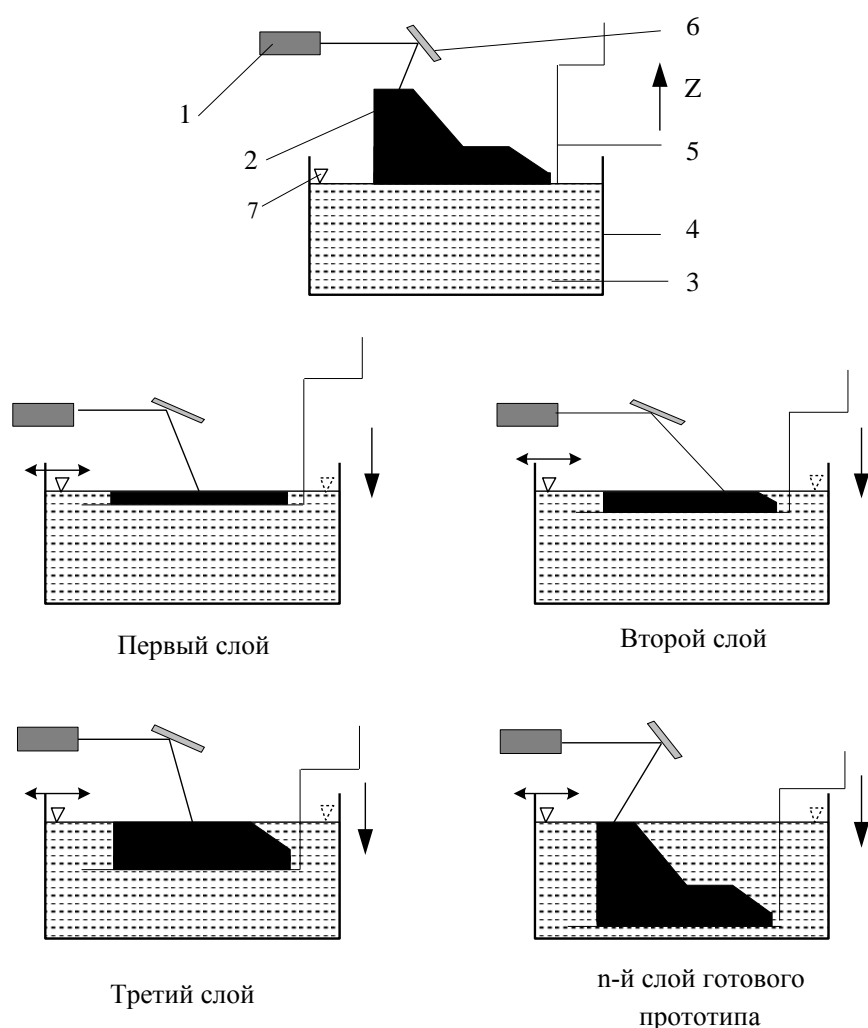 6
1
Z
2
5
7
4
3
Первый слой
Второй слой
Третий слой
n-й слой готового
прототипа